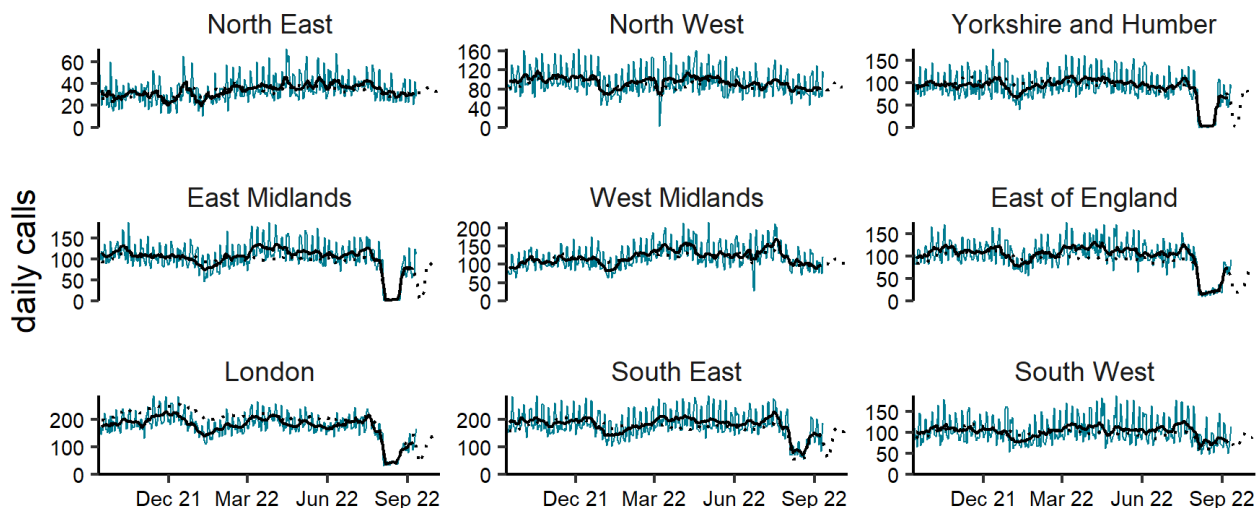 North East
North West
Yorkshire and Humber
60
40
20
0
160
120
80
40
0
150
100
50
0
East Midlands
West Midlands
East of England
150
100
50
0
200
150
100
50
0
150
100
50
0
daily calls
London
South East
South West
200
100
0
200
100
0
150
100
50
0
Dec 21 Mar 22 Jun 22 Sep 22
Dec 21 Mar 22 Jun 22 Sep 22
Dec 21 Mar 22 Jun 22 Sep 22